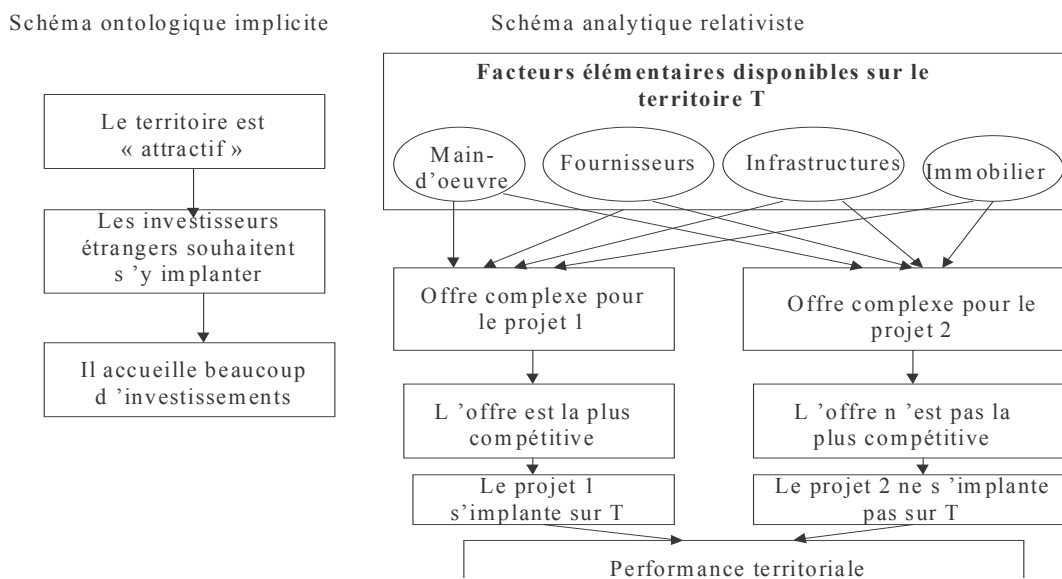 Schéma ontologique implicite
Schéma analytique relativiste
Le territoire est
« attractif »
Les investisseurs
étrangers souhaitent
s ’y implanter
Il accueille beaucoup
d ’investissements
Facteurs élémentaires disponibles sur le
territoire T
Main-
d’oeuvre
Fournisseurs
Infrastructures
Immobilier
Offre complexe pour
le projet 1
Offre complexe pour le
projet 2
L ’offre est la plus
compétitive
L ’offre n ’est pas la
plus compétitive
Le projet 1
s’implante sur T
Le projet 2 ne s ’implante
pas sur T
Performance territoriale